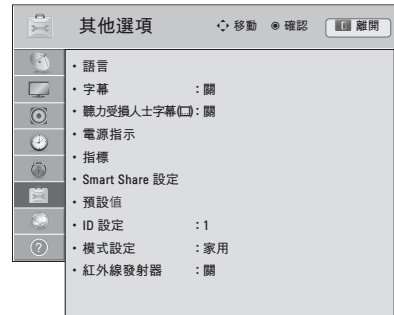 其他選項 移動 確認 離開
• 語言
• 字幕 : 關
• 聽力受損人士字幕() : 關
• 電源指示
• 指標
• Smart Share 設定
• 預設值
• ID 設定 : 1
• 模式設定 : 家用
• 紅外線發射器 : 關
?